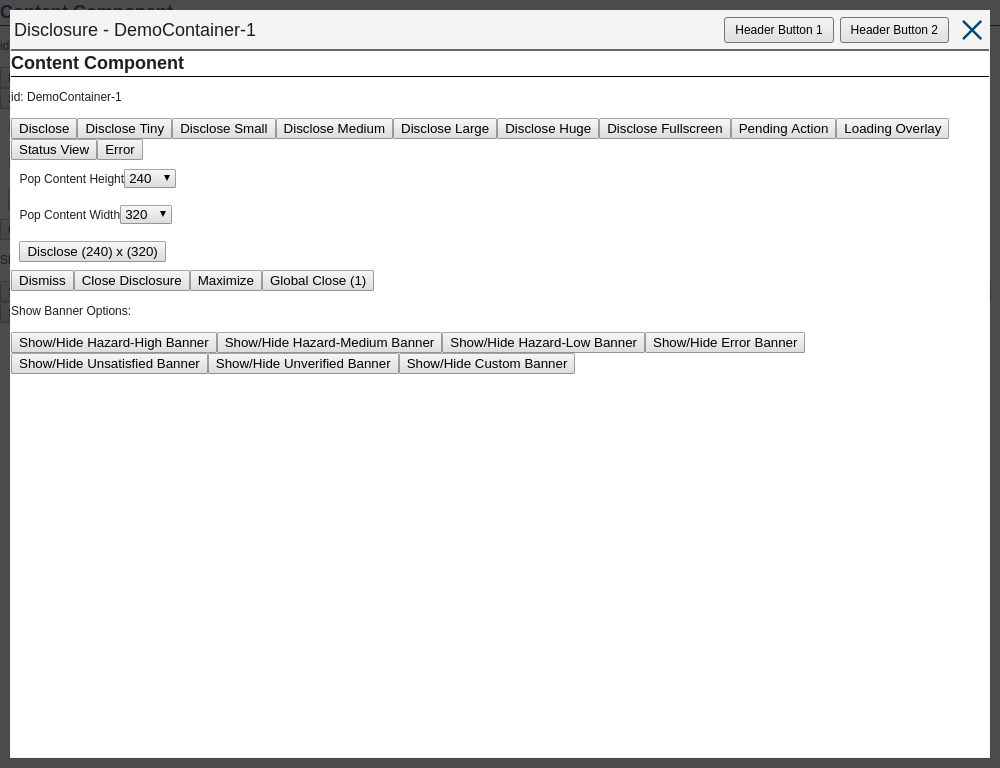 Disclosure - DemoContainer-1 Header Button 1 Header Button 2
Content Component
id: DemoContainer-1
Disclose Disclose Tiny Disclose Small Disclose Medium Disclose Large Disclose Huge Disclose Fullscreen Pending Action Loading Overlay
Status View Error
Pop Content Height 240
Pop Content Width 320
Disclose (240) x (320)
Dismiss Close Disclosure Maximize Global Close (1)
Show Banner Options:
Show/Hide Hazard-High Banner Show/Hide Hazard-Medium Banner Show/Hide Hazard-Low Banner Show/Hide Error Banner
Show/Hide Unsatisfied Banner Show/Hide Unverified Banner Show/Hide Custom Banner